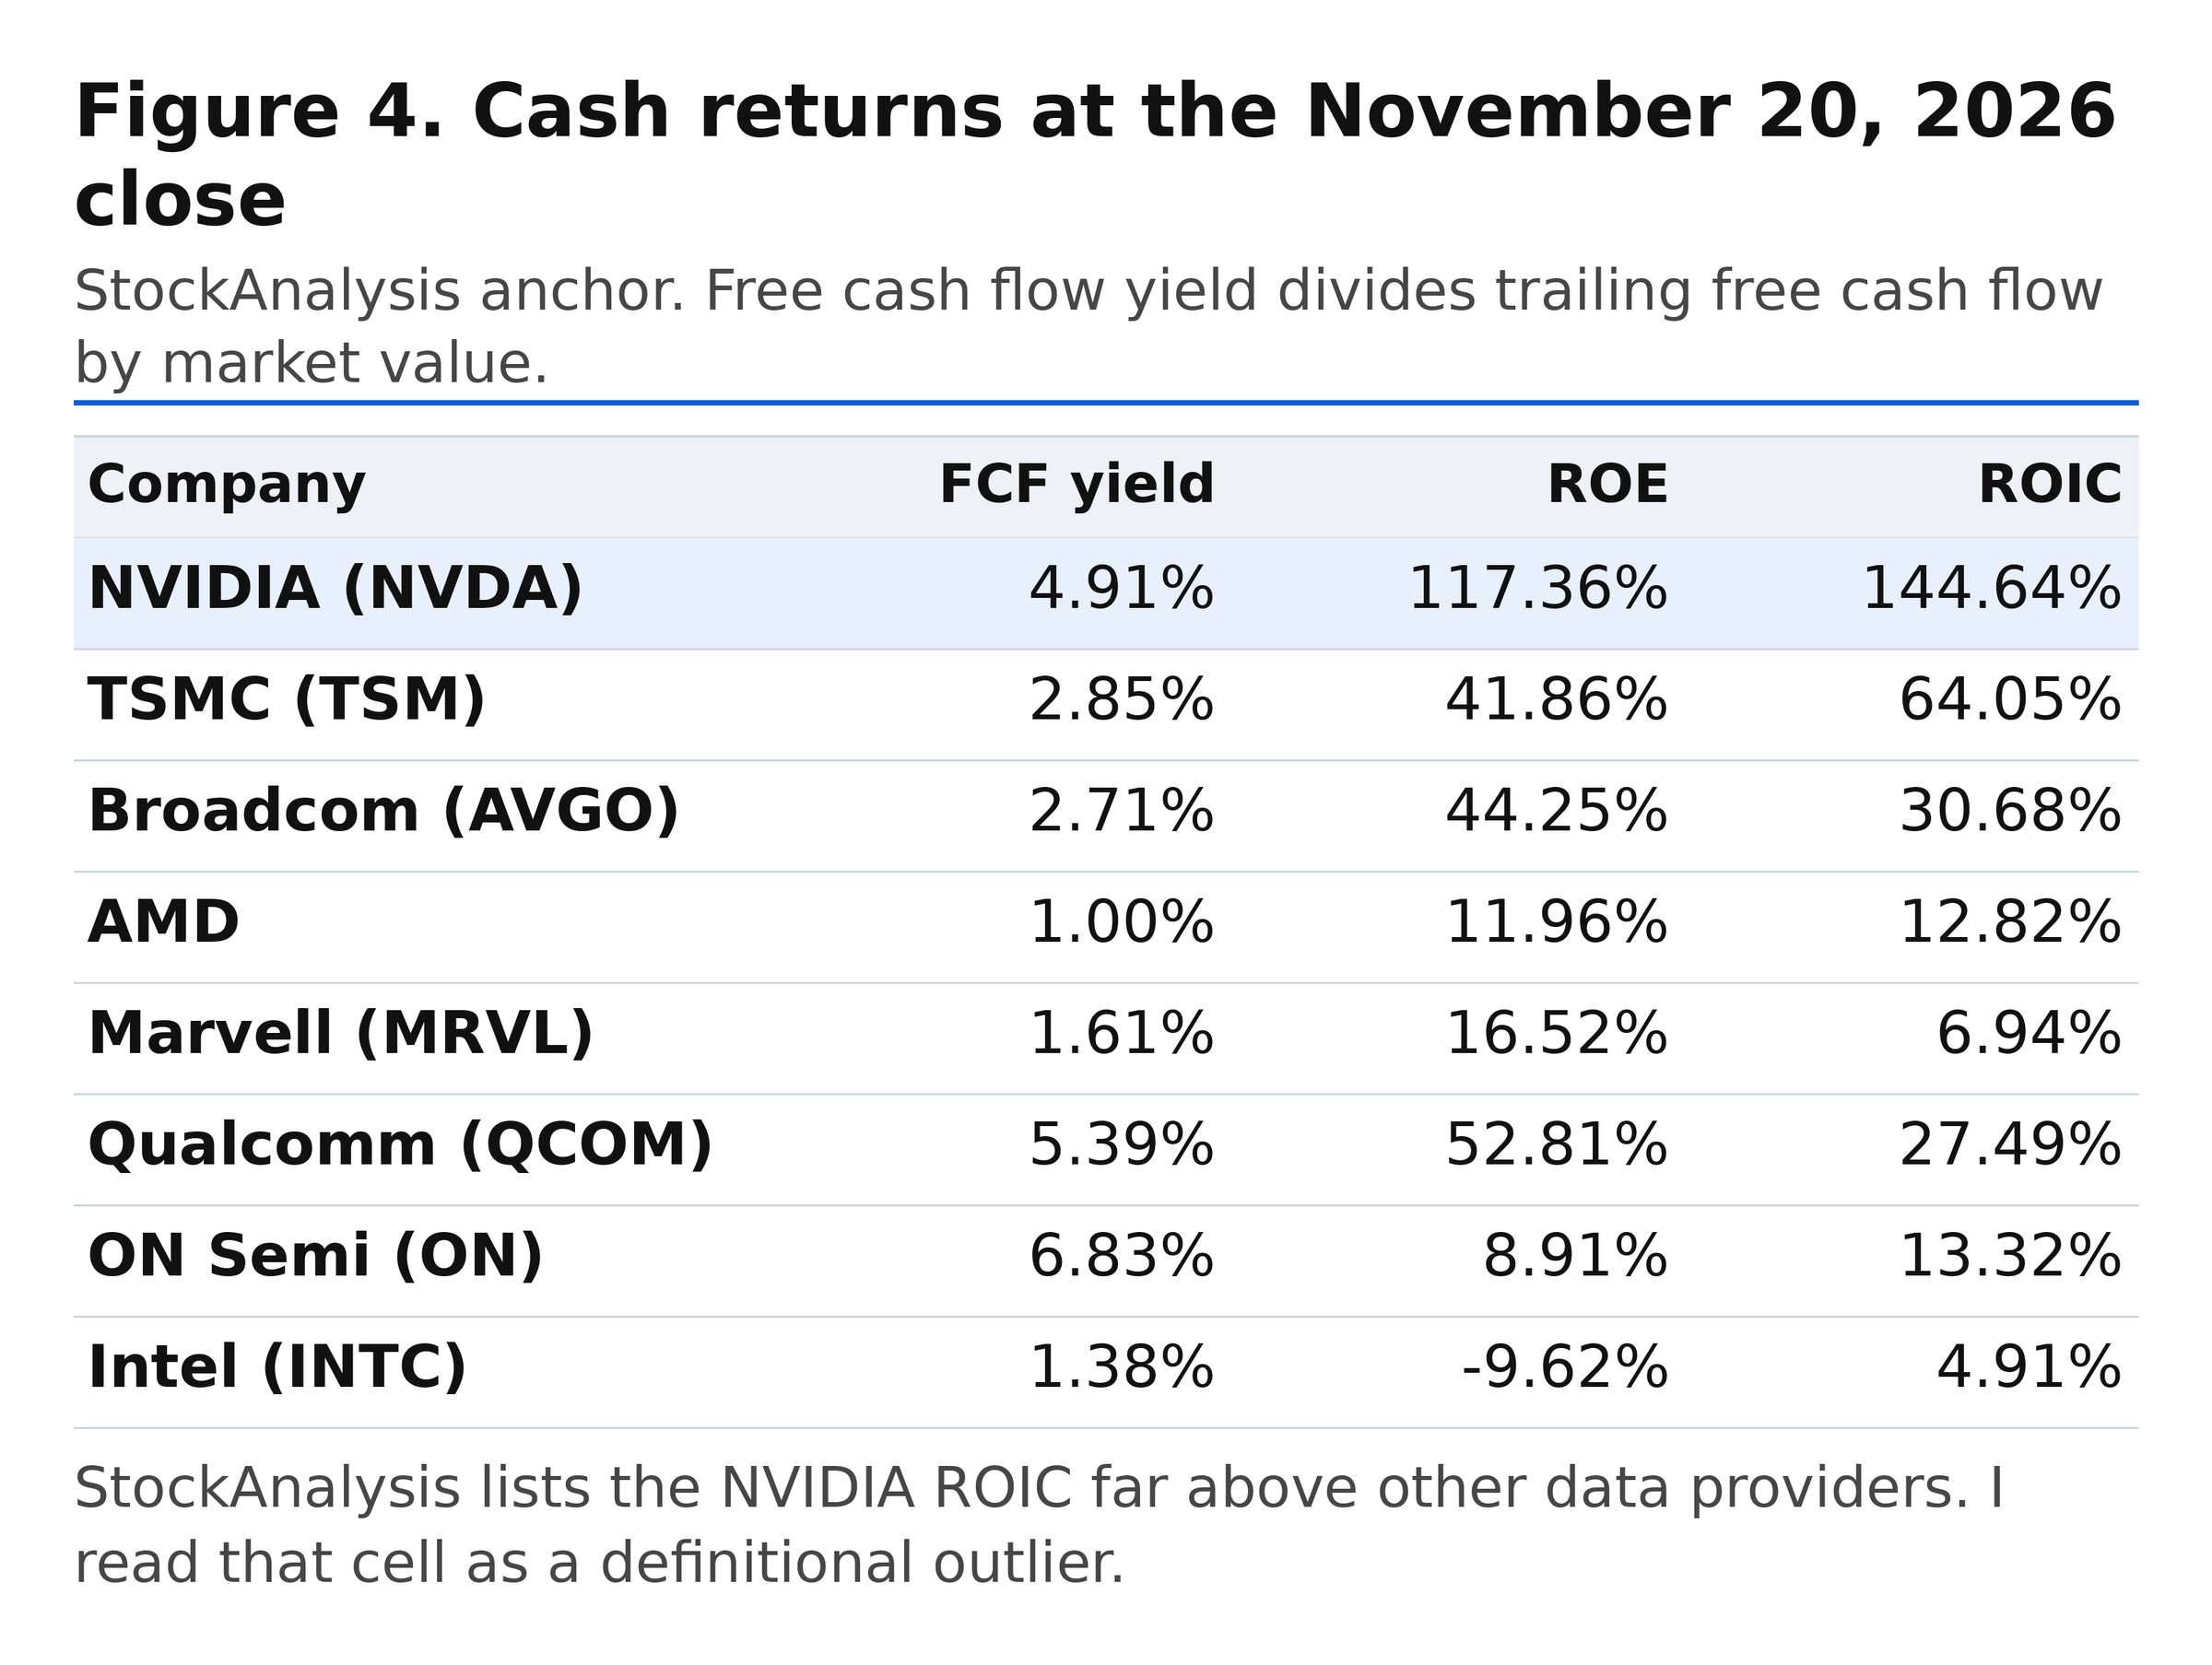 Figure 4. Cash returns at the November 20, 2026
close
StockAnalysis anchor. Free cash flow yield divides trailing free cash flow
by market value.
Company FCF yield ROE ROIC
NVIDIA (NVDA) 4.91% 117.36% 144.64%
TSMC (TSM) 2.85% 41.86% 64.05%
Broadcom (AVGO) 2.71% 44.25% 30.68%
AMD 1.00% 11.96% 12.82%
Marvell (MRVL) 1.61% 16.52% 6.94%
Qualcomm (QCOM) 5.39% 52.81% 27.49%
ON Semi (ON) 6.83% 8.91% 13.32%
Intel (INTC) 1.38% -9.62% 4.91%
StockAnalysis lists the NVIDIA ROIC far above other data providers. I
read that cell as a definitional outlier.